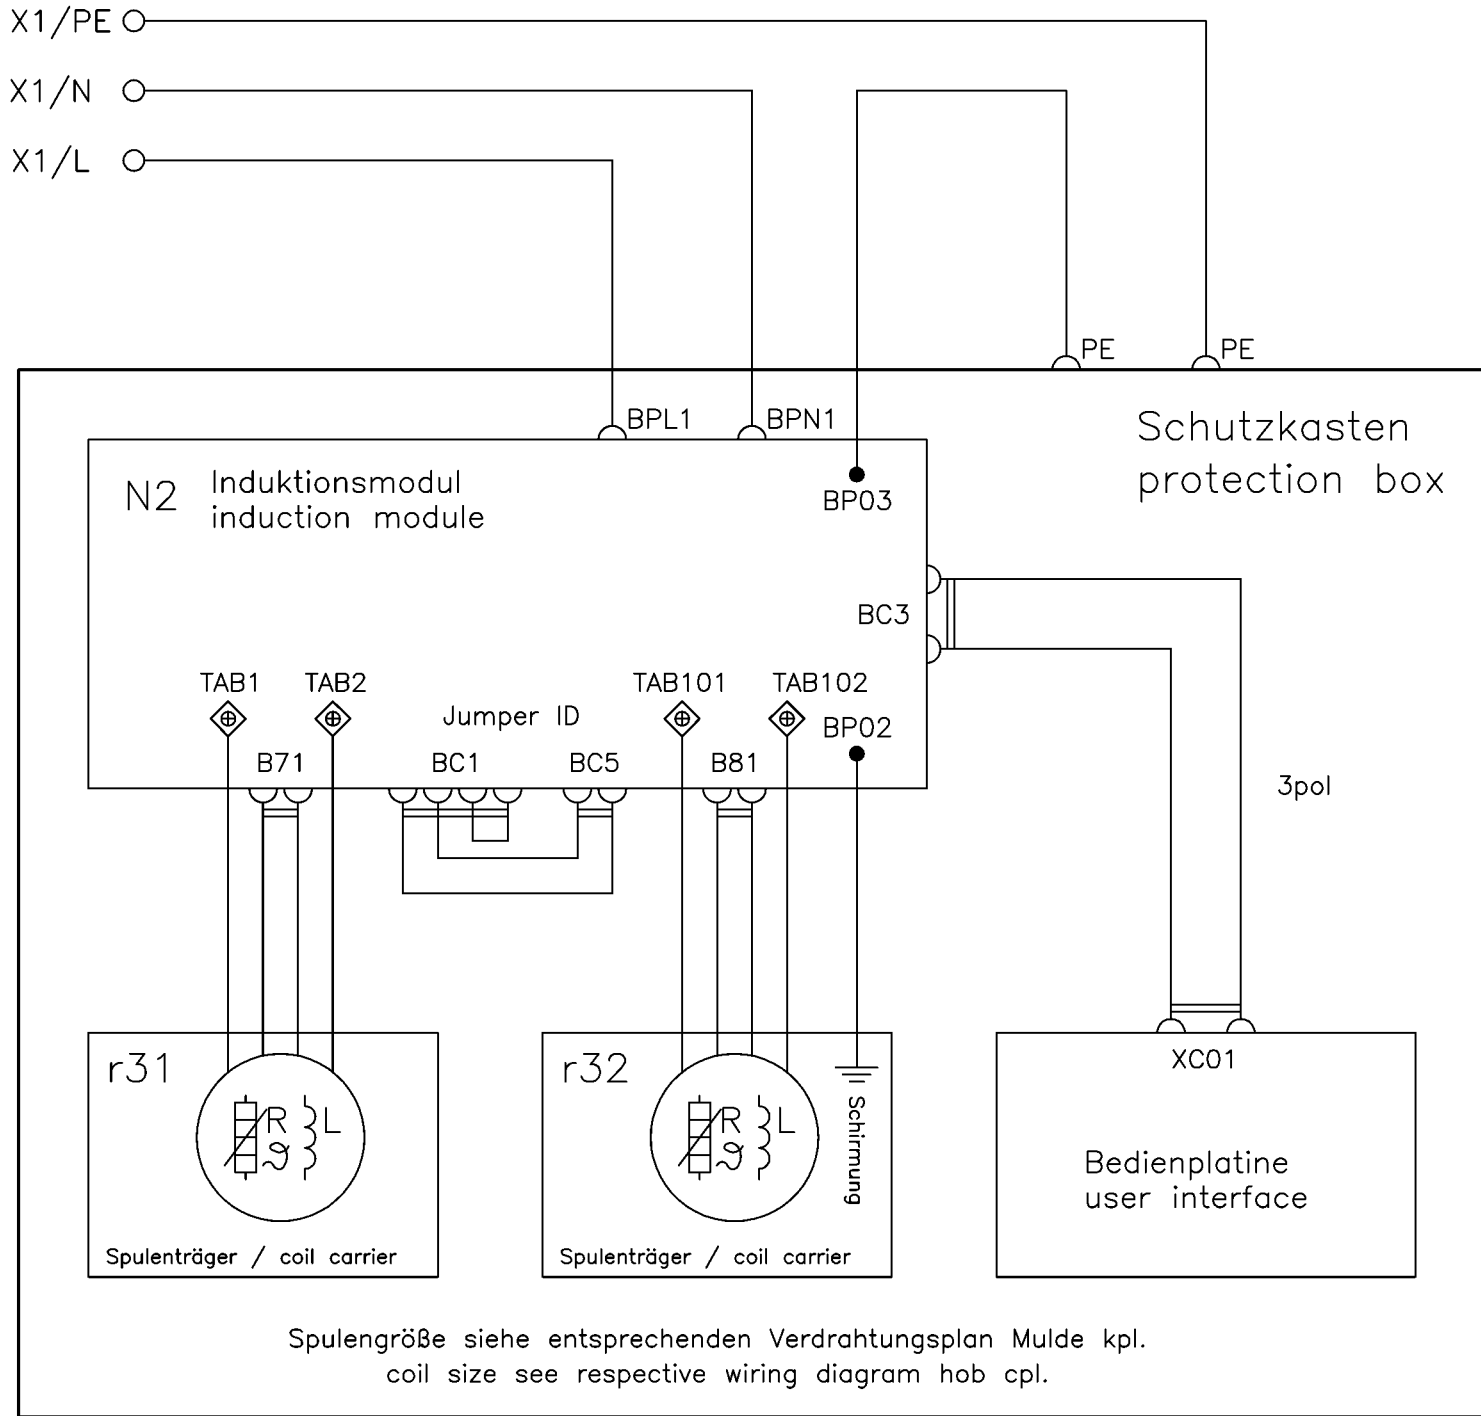 X1/PE
X1/N
X1/L
PE
PE
BPL1
BPN1
Schutzkasten
protection box
N2
Induktionsmodul
induction module
BP03
BC3
TAB1
TAB2
TAB101
TAB102
Jumper ID
BP02
B71
BC1
BC5
B81
3pol
r31
R
L
ϑ
Spulenträger / coil carrier
r32
R
L
ϑ
Schirmung
Spulenträger / coil carrier
XC01
Bedienplatine
user interface
Spulengröße siehe entsprechenden Verdrahtungsplan Mulde kpl.
coil size see respective wiring diagram hob cpl.